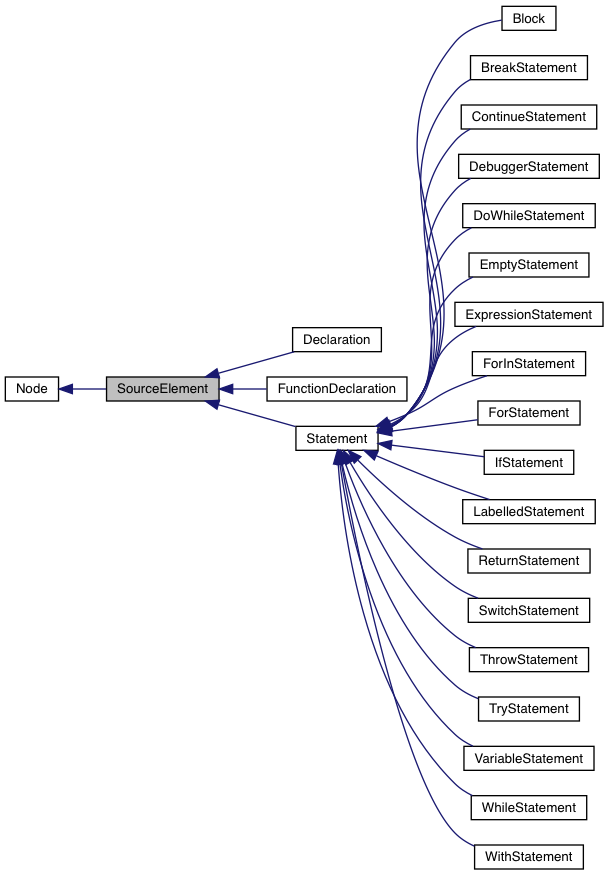 Block
BreakStatement
ContinueStatement
DebuggerStatement
DoWhileStatement
EmptyStatement
ExpressionStatement
Declaration
ForInStatement
Node
SourceElement
FunctionDeclaration
ForStatement
Statement
IfStatement
LabelledStatement
ReturnStatement
SwitchStatement
ThrowStatement
TryStatement
VariableStatement
WhileStatement
WithStatement